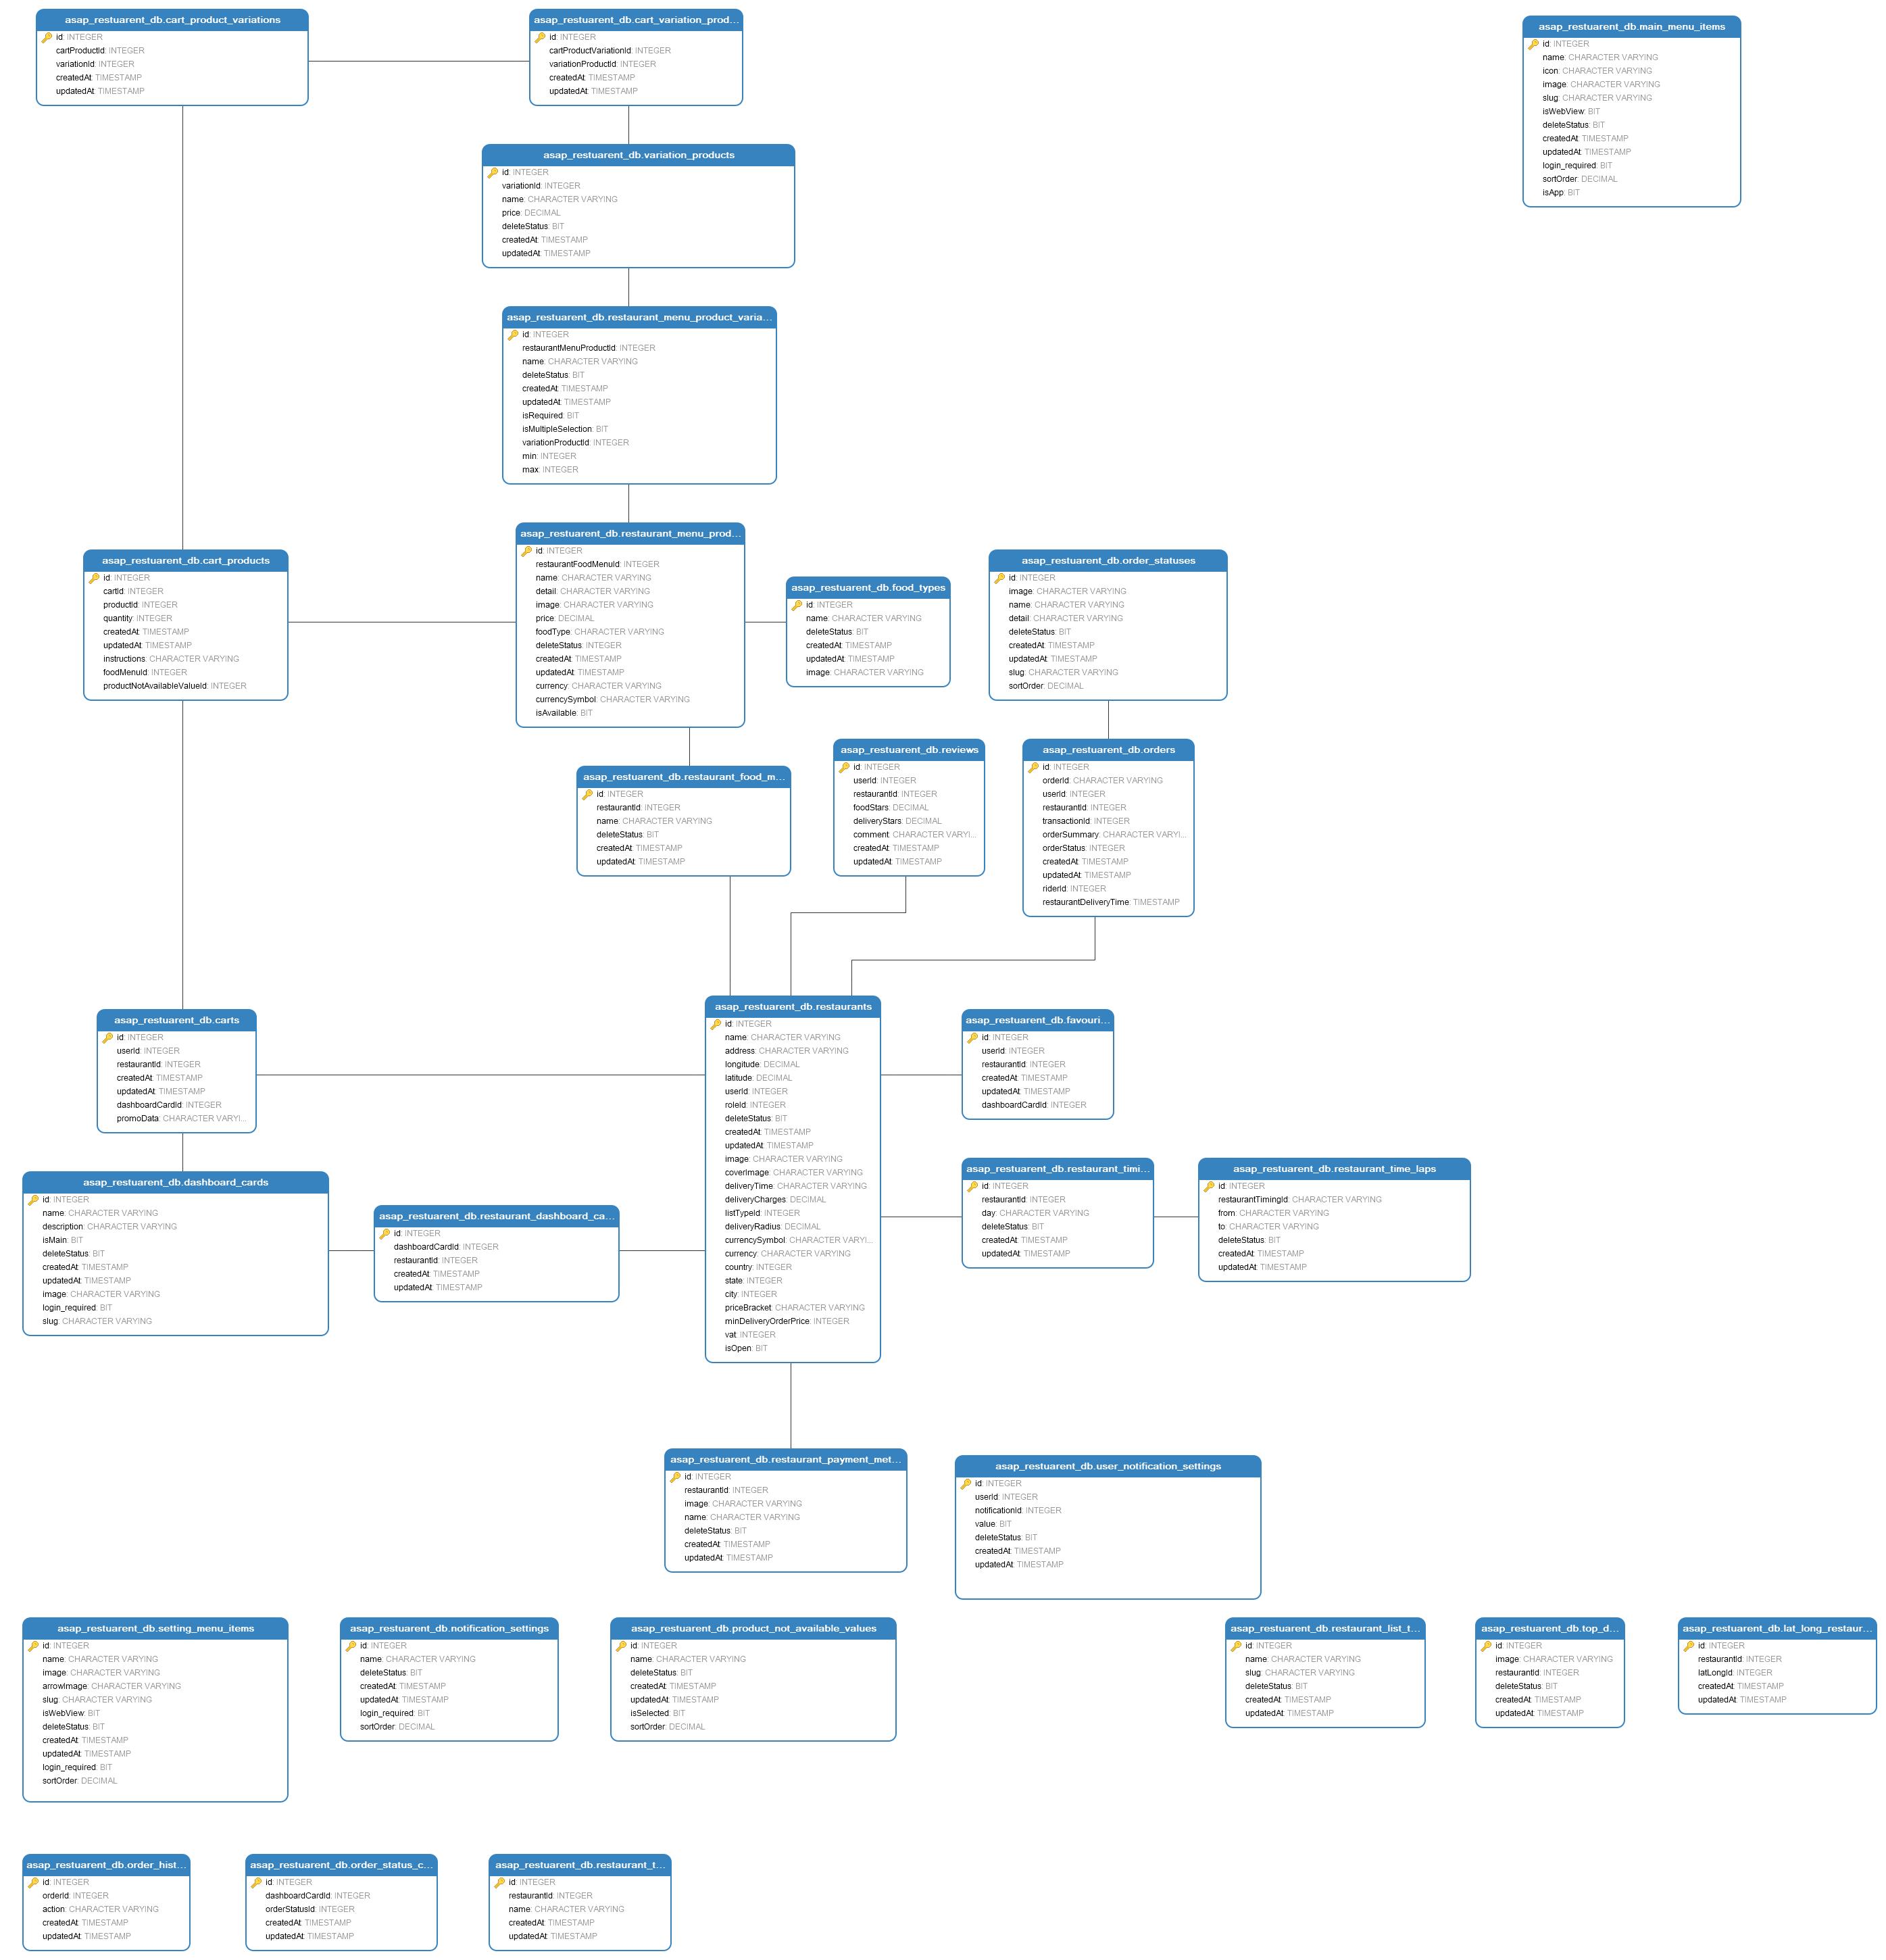 asap_restuarent_db.cart_product_variations
id: INTEGER
cartProductId: INTEGER
variationId: INTEGER
createdAt: TIMESTAMP
updatedAt: TIMESTAMP
asap_restuarent_db.cart_variation_prod...
id: INTEGER
cartProductVariationId: INTEGER
variationProductId: INTEGER
createdAt: TIMESTAMP
updatedAt: TIMESTAMP
asap_restuarent_db.main_menu_items
id: INTEGER
name: CHARACTER VARYING
icon: CHARACTER VARYING
image: CHARACTER VARYING
slug: CHARACTER VARYING
isWebView: BIT
deleteStatus: BIT
createdAt: TIMESTAMP
updatedAt: TIMESTAMP
login_required: BIT
sortOrder: DECIMAL
isApp: BIT
asap_restuarent_db.variation_products
id: INTEGER
variationId: INTEGER
name: CHARACTER VARYING
price: DECIMAL
deleteStatus: BIT
createdAt: TIMESTAMP
updatedAt: TIMESTAMP
asap_restuarent_db.restaurant_menu_product_varia...
id: INTEGER
restaurantMenuProductId: INTEGER
name: CHARACTER VARYING
deleteStatus: BIT
createdAt: TIMESTAMP
updatedAt: TIMESTAMP
isRequired: BIT
isMultipleSelection: BIT
variationProductId: INTEGER
min: INTEGER
max: INTEGER
asap_restuarent_db.cart_products
id: INTEGER
cartId: INTEGER
productId: INTEGER
quantity: INTEGER
createdAt: TIMESTAMP
updatedAt: TIMESTAMP
instructions: CHARACTER VARYING
foodMenuId: INTEGER
productNotAvailableValueId: INTEGER
asap_restuarent_db.restaurant_menu_prod...
id: INTEGER
restaurantFoodMenuId: INTEGER
name: CHARACTER VARYING
detail: CHARACTER VARYING
image: CHARACTER VARYING
price: DECIMAL
foodType: CHARACTER VARYING
deleteStatus: INTEGER
createdAt: TIMESTAMP
updatedAt: TIMESTAMP
currency: CHARACTER VARYING
currencySymbol: CHARACTER VARYING
isAvailable: BIT
asap_restuarent_db.food_types
id: INTEGER
name: CHARACTER VARYING
deleteStatus: BIT
createdAt: TIMESTAMP
updatedAt: TIMESTAMP
image: CHARACTER VARYING
asap_restuarent_db.order_statuses
id: INTEGER
image: CHARACTER VARYING
name: CHARACTER VARYING
detail: CHARACTER VARYING
deleteStatus: BIT
createdAt: TIMESTAMP
updatedAt: TIMESTAMP
slug: CHARACTER VARYING
sortOrder: DECIMAL
asap_restuarent_db.restaurant_food_m...
id: INTEGER
restaurantId: INTEGER
name: CHARACTER VARYING
deleteStatus: BIT
createdAt: TIMESTAMP
updatedAt: TIMESTAMP
asap_restuarent_db.reviews
id: INTEGER
userId: INTEGER
restaurantId: INTEGER
foodStars: DECIMAL
deliveryStars: DECIMAL
comment: CHARACTER VARYI...
createdAt: TIMESTAMP
updatedAt: TIMESTAMP
asap_restuarent_db.orders
id: INTEGER
orderId: CHARACTER VARYING
userId: INTEGER
restaurantId: INTEGER
transactionId: INTEGER
orderSummary: CHARACTER VARYI...
orderStatus: INTEGER
createdAt: TIMESTAMP
updatedAt: TIMESTAMP
riderId: INTEGER
restaurantDeliveryTime: TIMESTAMP
asap_restuarent_db.carts
id: INTEGER
userId: INTEGER
restaurantId: INTEGER
createdAt: TIMESTAMP
updatedAt: TIMESTAMP
dashboardCardId: INTEGER
promoData: CHARACTER VARYI...
asap_restuarent_db.restaurants
id: INTEGER
name: CHARACTER VARYING
address: CHARACTER VARYING
longitude: DECIMAL
latitude: DECIMAL
userId: INTEGER
roleId: INTEGER
deleteStatus: BIT
createdAt: TIMESTAMP
updatedAt: TIMESTAMP
image: CHARACTER VARYING
coverImage: CHARACTER VARYING
deliveryTime: CHARACTER VARYING
deliveryCharges: DECIMAL
listTypeId: INTEGER
deliveryRadius: DECIMAL
currencySymbol: CHARACTER VARYI...
currency: CHARACTER VARYING
country: INTEGER
state: INTEGER
city: INTEGER
priceBracket: CHARACTER VARYING
minDeliveryOrderPrice: INTEGER
vat: INTEGER
isOpen: BIT
asap_restuarent_db.favouri...
id: INTEGER
userId: INTEGER
restaurantId: INTEGER
createdAt: TIMESTAMP
updatedAt: TIMESTAMP
dashboardCardId: INTEGER
asap_restuarent_db.restaurant_timi...
id: INTEGER
restaurantId: INTEGER
day: CHARACTER VARYING
deleteStatus: BIT
createdAt: TIMESTAMP
updatedAt: TIMESTAMP
asap_restuarent_db.restaurant_time_laps
id: INTEGER
restaurantTimingId: CHARACTER VARYING
from: CHARACTER VARYING
to: CHARACTER VARYING
deleteStatus: BIT
createdAt: TIMESTAMP
updatedAt: TIMESTAMP
asap_restuarent_db.dashboard_cards
id: INTEGER
name: CHARACTER VARYING
description: CHARACTER VARYING
isMain: BIT
deleteStatus: BIT
createdAt: TIMESTAMP
updatedAt: TIMESTAMP
image: CHARACTER VARYING
login_required: BIT
slug: CHARACTER VARYING
asap_restuarent_db.restaurant_dashboard_ca...
id: INTEGER
dashboardCardId: INTEGER
restaurantId: INTEGER
createdAt: TIMESTAMP
updatedAt: TIMESTAMP
asap_restuarent_db.restaurant_payment_met...
id: INTEGER
restaurantId: INTEGER
image: CHARACTER VARYING
name: CHARACTER VARYING
deleteStatus: BIT
createdAt: TIMESTAMP
updatedAt: TIMESTAMP
asap_restuarent_db.user_notification_settings
id: INTEGER
userId: INTEGER
notificationId: INTEGER
value: BIT
deleteStatus: BIT
createdAt: TIMESTAMP
updatedAt: TIMESTAMP
asap_restuarent_db.setting_menu_items
id: INTEGER
name: CHARACTER VARYING
image: CHARACTER VARYING
arrowImage: CHARACTER VARYING
slug: CHARACTER VARYING
isWebView: BIT
deleteStatus: BIT
createdAt: TIMESTAMP
updatedAt: TIMESTAMP
login_required: BIT
sortOrder: DECIMAL
asap_restuarent_db.notification_settings
id: INTEGER
name: CHARACTER VARYING
deleteStatus: BIT
createdAt: TIMESTAMP
updatedAt: TIMESTAMP
login_required: BIT
sortOrder: DECIMAL
asap_restuarent_db.product_not_available_values
id: INTEGER
name: CHARACTER VARYING
deleteStatus: BIT
createdAt: TIMESTAMP
updatedAt: TIMESTAMP
isSelected: BIT
sortOrder: DECIMAL
asap_restuarent_db.restaurant_list_t...
id: INTEGER
name: CHARACTER VARYING
slug: CHARACTER VARYING
deleteStatus: BIT
createdAt: TIMESTAMP
updatedAt: TIMESTAMP
asap_restuarent_db.top_d...
id: INTEGER
image: CHARACTER VARYING
restaurantId: INTEGER
deleteStatus: BIT
createdAt: TIMESTAMP
updatedAt: TIMESTAMP
asap_restuarent_db.lat_long_restaur...
id: INTEGER
restaurantId: INTEGER
latLongId: INTEGER
createdAt: TIMESTAMP
updatedAt: TIMESTAMP
asap_restuarent_db.order_hist...
id: INTEGER
orderId: INTEGER
action: CHARACTER VARYING
createdAt: TIMESTAMP
updatedAt: TIMESTAMP
asap_restuarent_db.order_status_c...
id: INTEGER
dashboardCardId: INTEGER
orderStatusId: INTEGER
createdAt: TIMESTAMP
updatedAt: TIMESTAMP
asap_restuarent_db.restaurant_t...
id: INTEGER
restaurantId: INTEGER
name: CHARACTER VARYING
createdAt: TIMESTAMP
updatedAt: TIMESTAMP